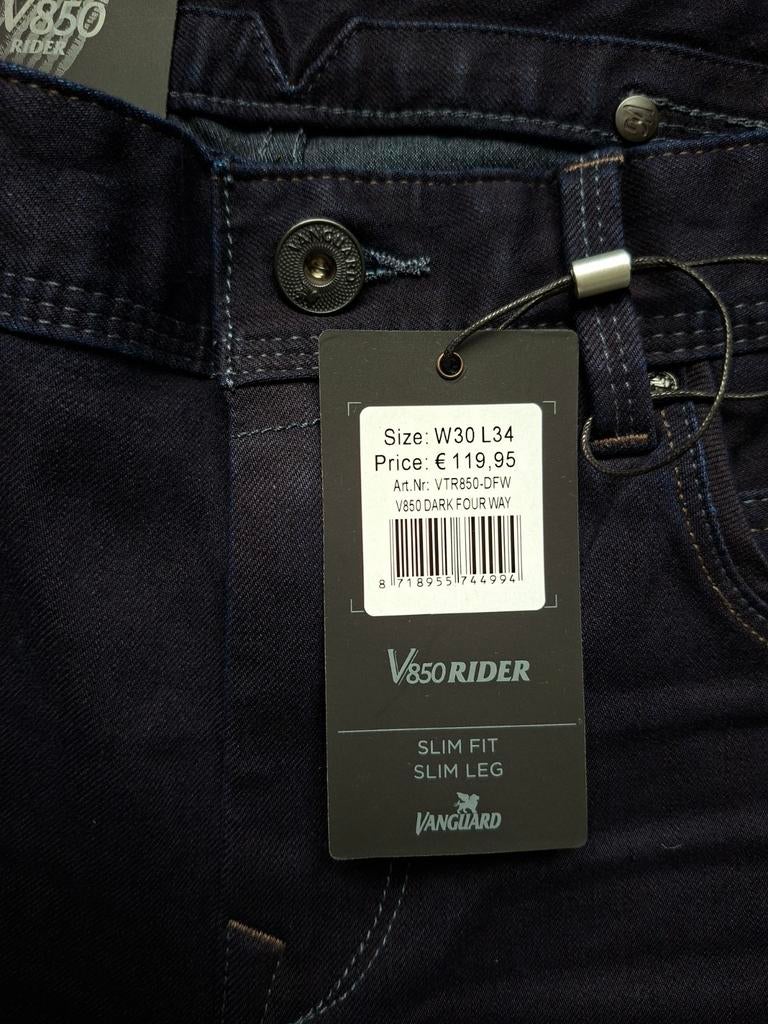 V850
RIDER
VANGUARD
Size: W30 L34
Price: € 119,95
Art.Nr: VTR850-DFW
V850 DARK FOUR WAY
8 718955 744994
V850 RIDER
SLIM FIT
SLIM LEG
VANGUARD